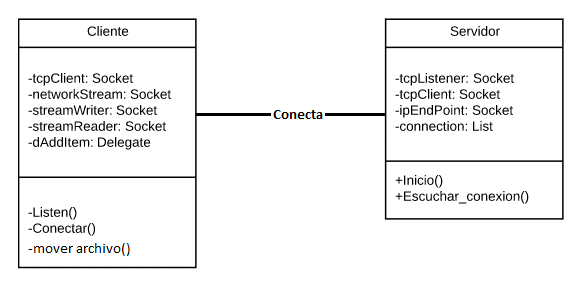 Cliente
-tcpClient: Socket
-networkStream: Socket
-streamWriter: Socket
-streamReader: Socket
-dAddItem: Delegate
-Listen()
-Conectar()
-mover archivo()
Conecta
Servidor
-tcpListener: Socket
-tcpClient: Socket
-ipEndPoint: Socket
-connection: List
+Inicio()
+Escuchar_conexion()